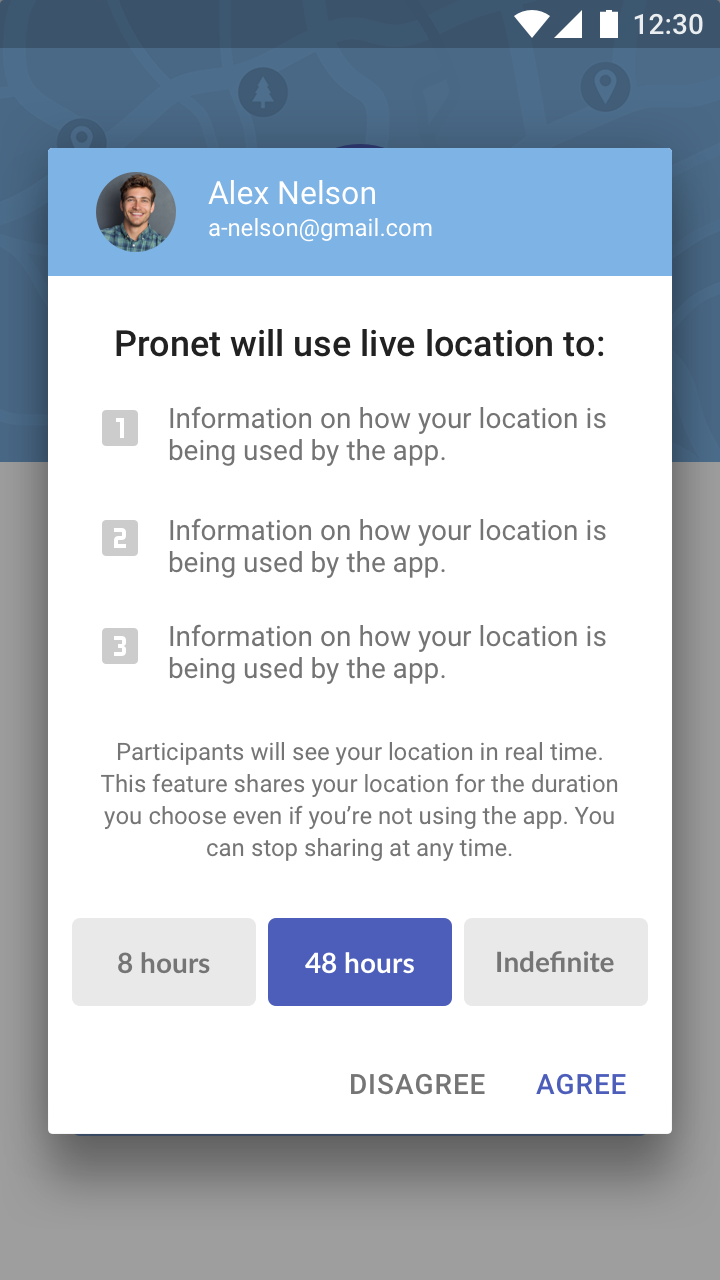 12:30
Alex Nelson
a-nelson@gmail.com
Pronet will use live location to:
1
Information on how your location is
being used by the app.
2
Information on how your location is
being used by the app.
3
Information on how your location is
being used by the app.
Participants will see your location in real time.
This feature shares your location for the duration
you choose even if you’re not using the app. You
can stop sharing at any time.
8 hours
48 hours
Indefinite
DISAGREE
AGREE